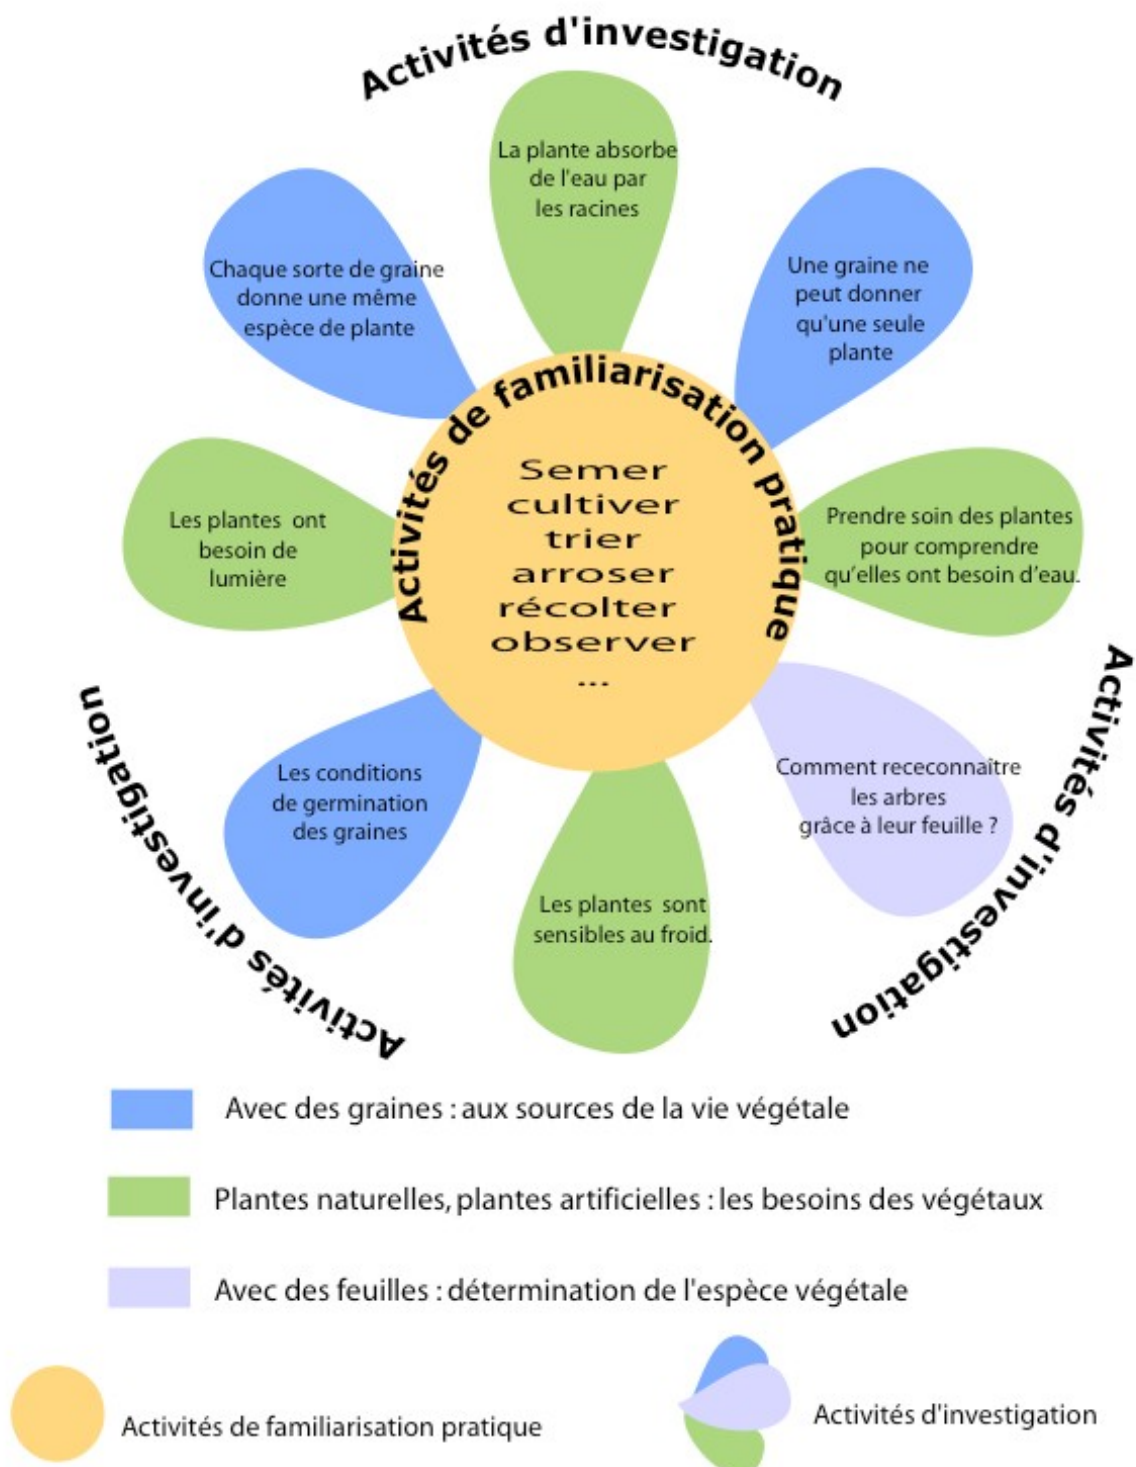 Activités d'investigation
La plante absorbe
de l'eau par
les racines
Chaque sorte de graine
donne une même
espèce de plante
Une graine ne
peut donner
qu'une seule
plante
Activités de familiarisation pratique
Semer
cultiver
trier
arroser
récolter
observer
...
Les plantes ont
besoin de
lumière
Prendre soin des plantes
pour comprendre
qu’elles ont besoin d’eau.
Les conditions
de germination
des graines
Comment receconnaître
les arbres
grâce à leur feuille ?
Les plantes sont
sensibles au froid.
Activités d'investigation
Activités d'investigation
Avec des graines : aux sources de la vie végétale
Plantes naturelles, plantes artificielles : les besoins des végétaux
Avec des feuilles : détermination de l'espèce végétale
Activités de familiarisation pratique
Activités d'investigation